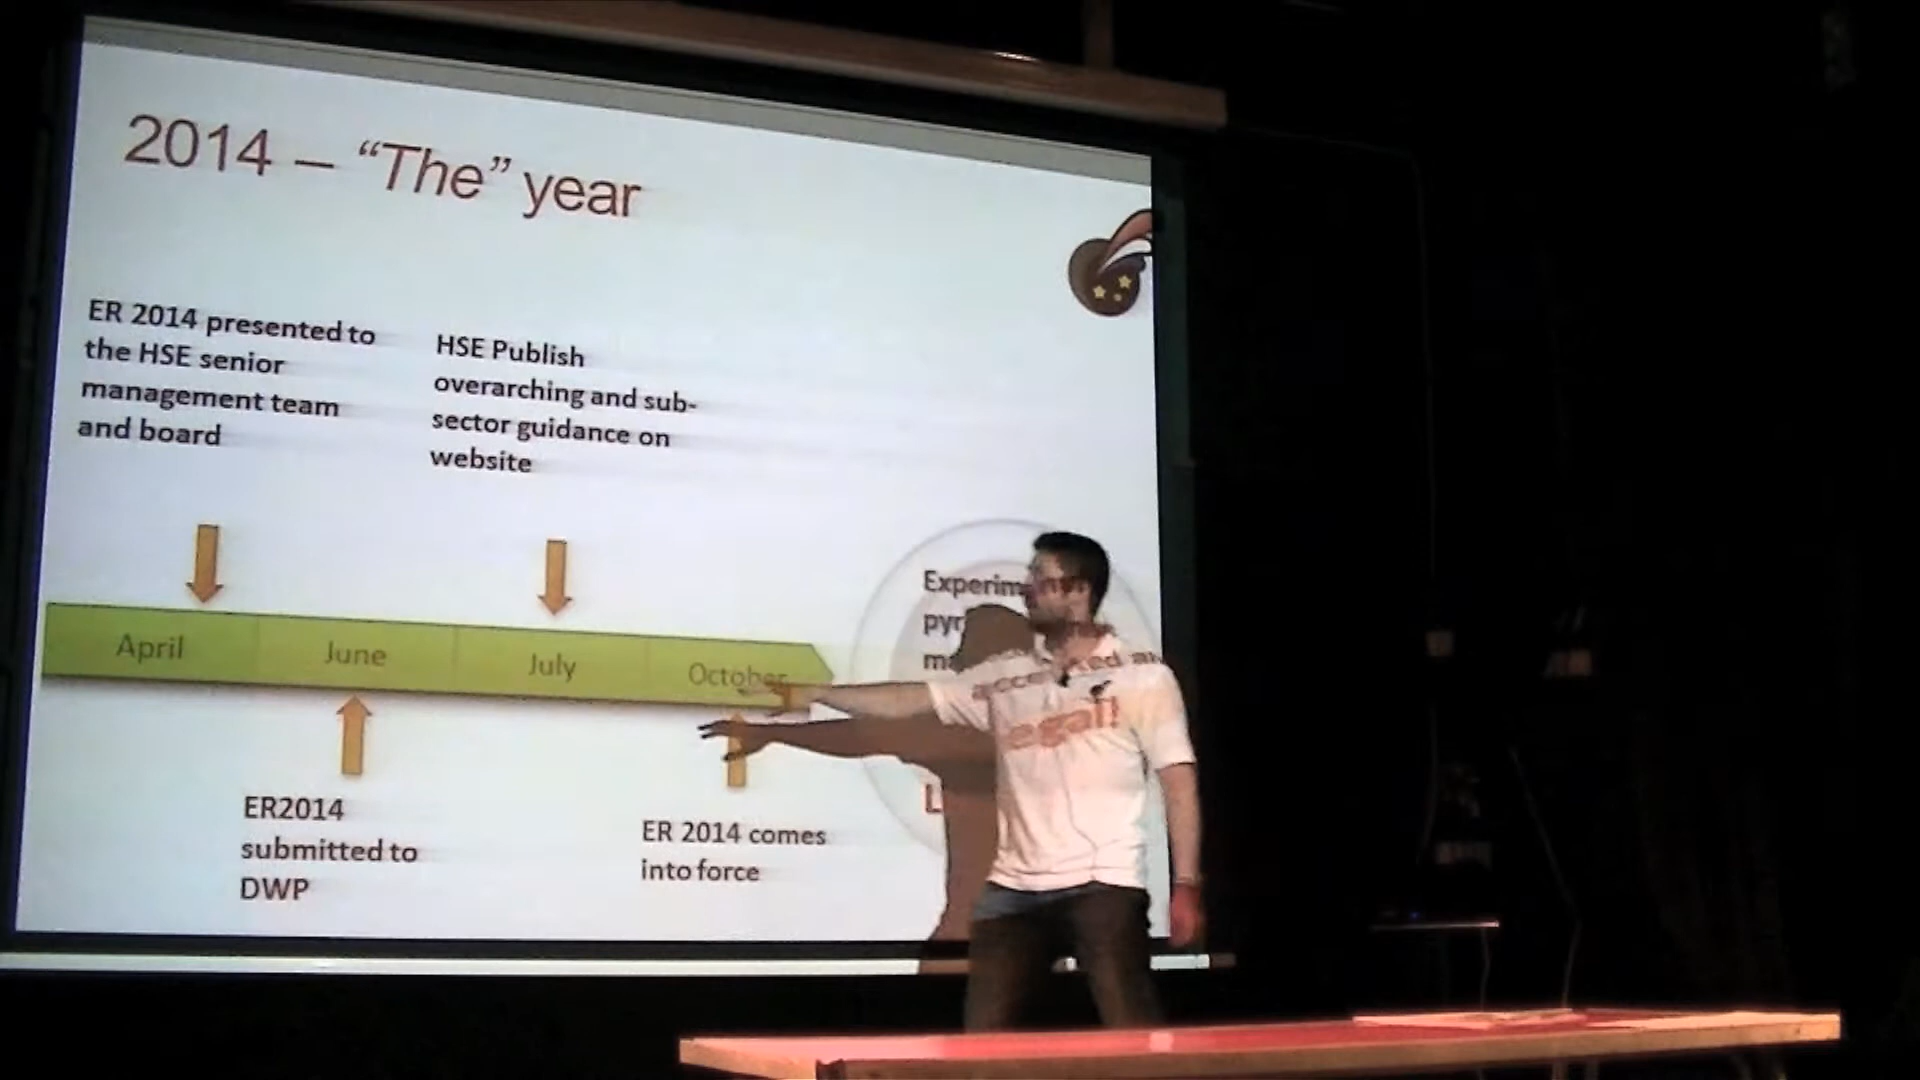 2014 – “The” year
ER 2014 presented to
the HSE senior
management team
and board
HSE Publish
overarching and sub-
sector guidance on
website
April
June
July
October
ER2014
submitted to
DWP
ER 2014 comes
into force